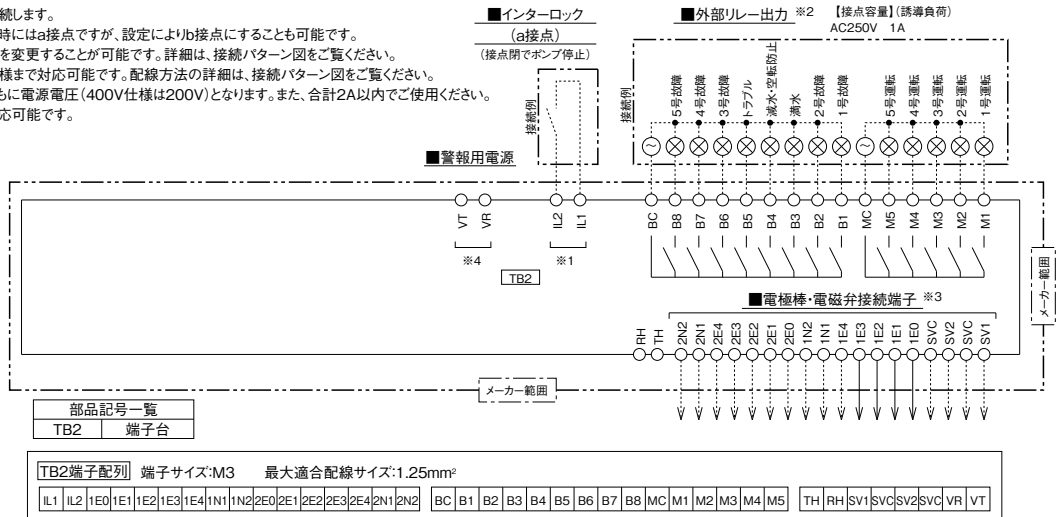 続します。
時にはa接点ですが、設定によりb接点にすることも可能です。
を変更することが可能です。詳細は、接続パターン図をご覧ください。
様まで対応可能です。配線方法の詳細は、接続パターン図をご覧ください。
もに電源電圧(400V仕様は200V)となります。また、合計2A以内でご使用ください。
応可能です。
■インターロック
(a接点)
(接点閉でポンプ停止)
接続例
■外部リレー出力 ※2 【接点容量】(誘導負荷)
AC250V 1A
接続例
5号故障 4号故障 3号故障 トラブル 減水・空転防止 満水 2号故障 1号故障 5号運転 4号運転 3号運転 2号運転 1号運転
■警報用電源
VT VR IL2 IL1 BC B8 B7 B6 B5 B4 B3 B2 B1 MC M5 M4 M3 M2 M1
※4 ※1
TB2
■電極棒・電磁弁接続端子 ※3
メーカー範囲
RH TH 2N2 2N1 2E4 2E3 2E2 2E1 2E0 1N2 1N1 1E4 1E3 1E2 1E1 1E0 SVC SV2 SVC SV1
メーカー範囲
部品記号一覧
TB2 端子台
TB2端子配列 端子サイズ:M3 最大適合配線サイズ:1.25mm²
IL1 IL2 1E0 1E1 1E2 1E3 1E4 1N1 1N2 2E0 2E1 2E2 2E3 2E4 2N1 2N2 BC B1 B2 B3 B4 B5 B6 B7 B8 MC M1 M2 M3 M4 M5 TH RH SV1 SVC SV2 SVC VR VT